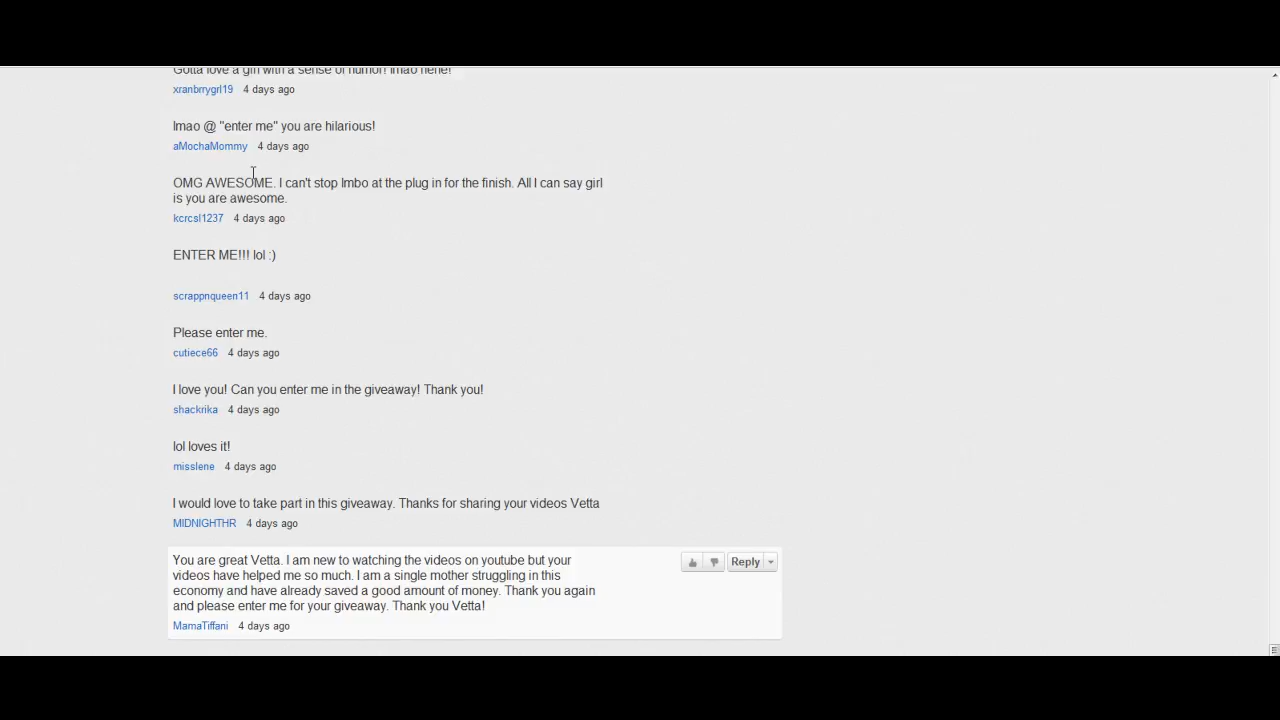 Gotta love a girl with a sense of humor! lmao hehe!
xranbrrygrl19 4 days ago
lmao @ "enter me" you are hilarious!
aMochaMommy 4 days ago
OMG AWESOME. I can't stop lmbo at the plug in for the finish. All I can say girl
is you are awesome.
kcrcsl1237 4 days ago
ENTER ME!!! lol :)
scrappnqueen11 4 days ago
Please enter me.
cutiece66 4 days ago
I love you! Can you enter me in the giveaway! Thank you!
shackrika 4 days ago
lol loves it!
misslene 4 days ago
I would love to take part in this giveaway. Thanks for sharing your videos Vetta
MIDNIGHTHR 4 days ago
You are great Vetta. I am new to watching the videos on youtube but your
videos have helped me so much. I am a single mother struggling in this
economy and have already saved a good amount of money. Thank you again
and please enter me for your giveaway. Thank you Vetta!
Reply
MamaTiffani 4 days ago